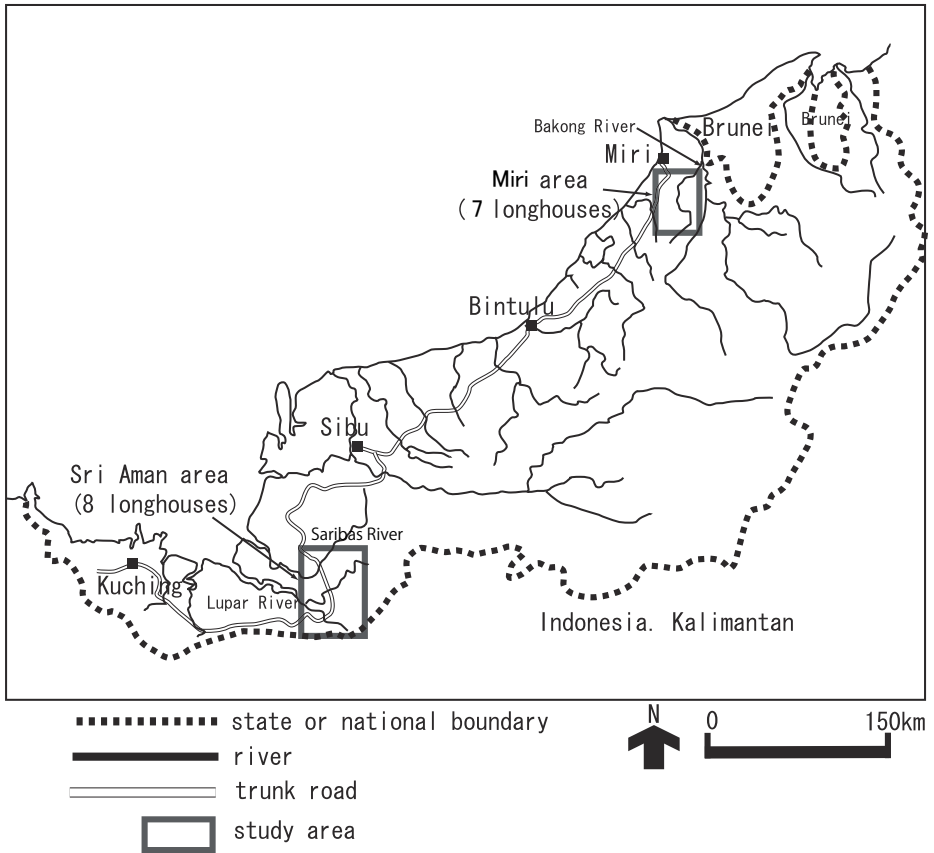 Bakong River
Brunei
Brunei
Miri
Miri area
(7 longhouses)
Bintulu
Sibu
Sri Aman area
(8 longhouses)
Saribas River
Kuching
Lupar River
Indonesia. Kalimantan
state or national boundary
river
trunk road
study area
N
0 150km